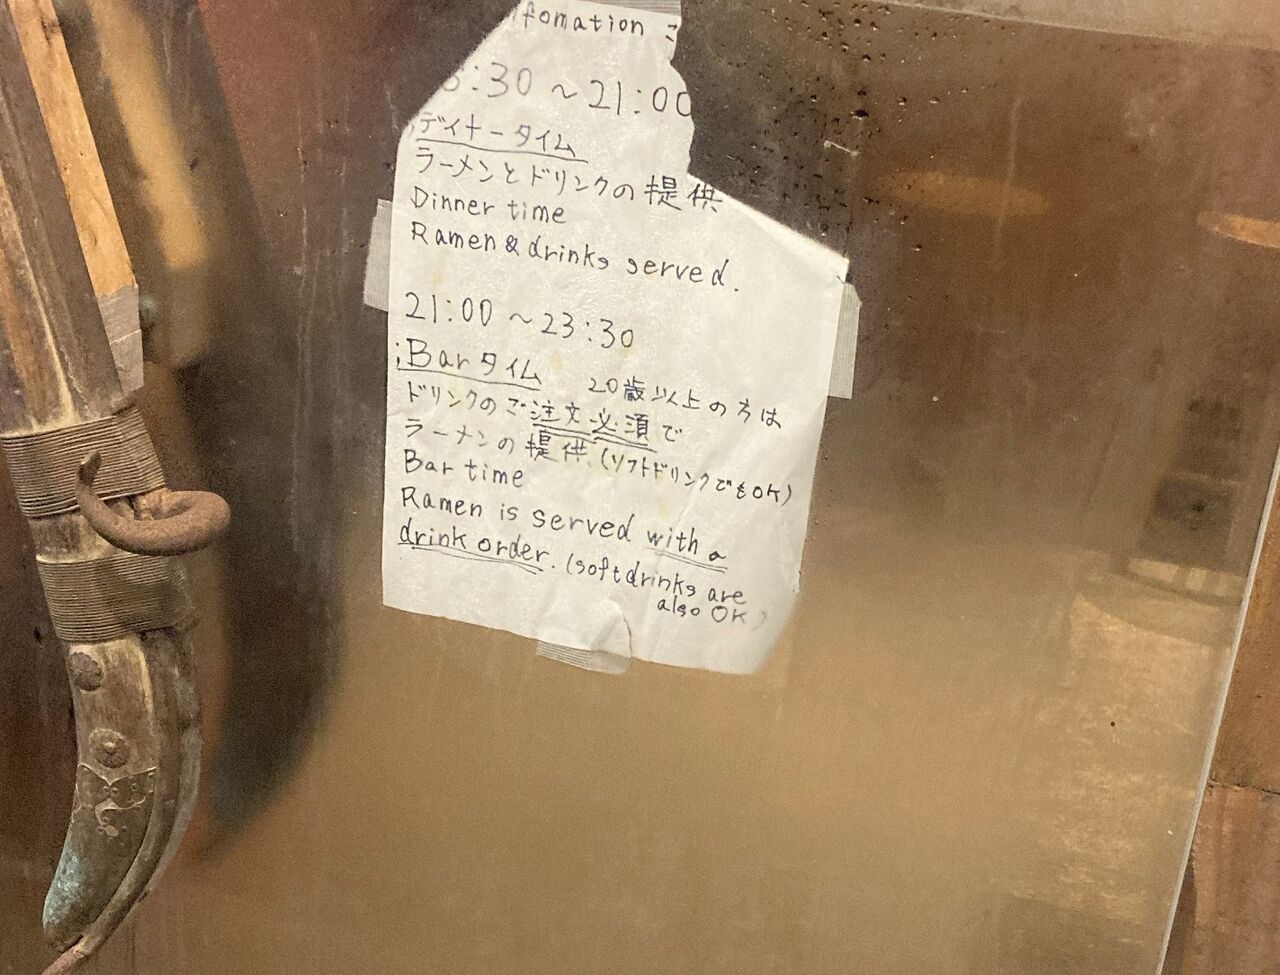 fomation
:30 ～ 21:00
ディナータイム
ラーメンとドリンクの提供
Dinner time
Ramen & drinks served.
21:00 ～ 23:30
Bar タイム 20歳以上の方は
ドリンクのご注文必須で
ラーメンの提供、(ソフトドリンクでもOK)
Bar time
Ramen is served with a
drink order. (soft drinks are
also OK)